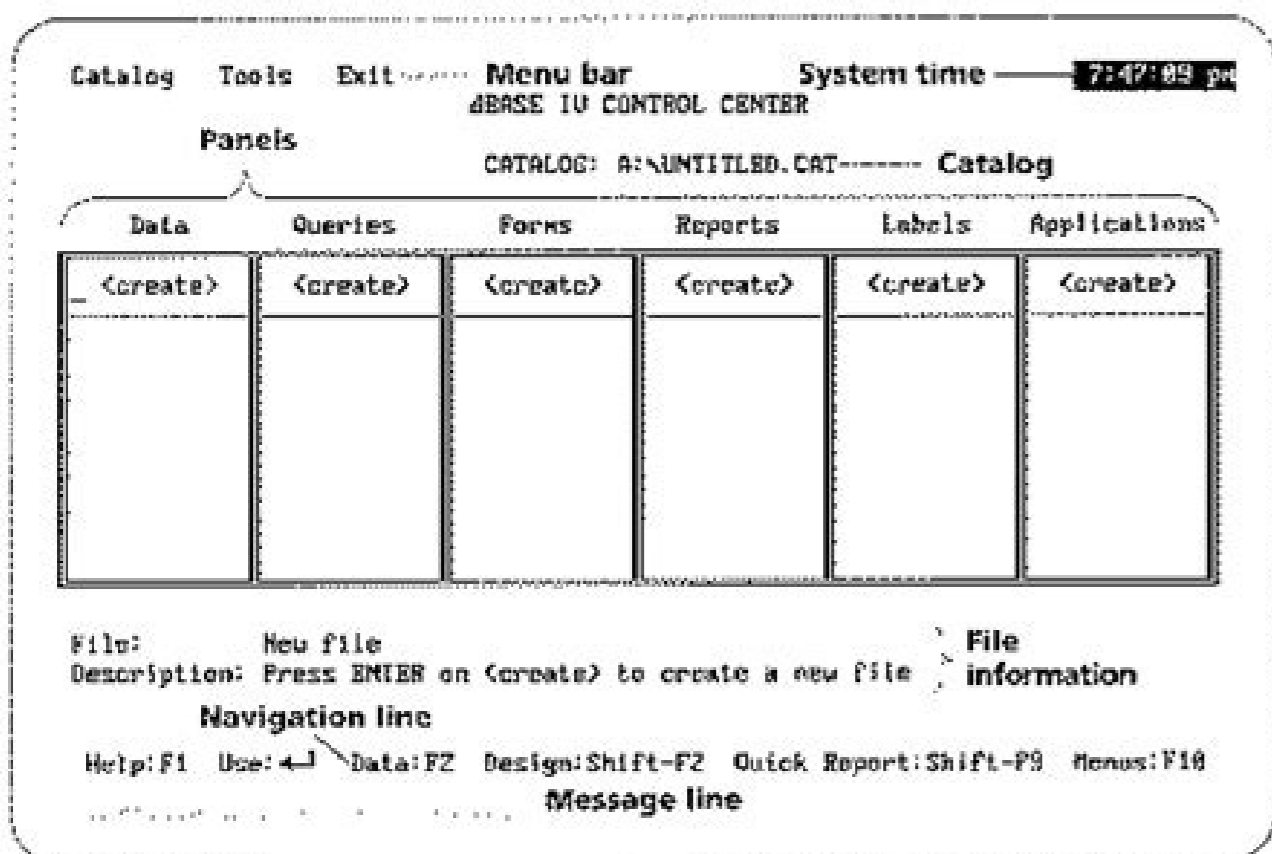 Catalog Tools Exit Menu bar System time 7:47:09 pm
dBASE IV CONTROL CENTER
Panels
CATALOG: A:\UNTITLED.CAT Catalog
Data Queries Forms Reports Labels Applications
<create> <create> <create> <create> <create> <create>
File: New file File
Description: Press ENTER on <create> to create a new file information
Navigation line
Help:F1 Use:↵ Data:F2 Design:Shift-F2 Quick Report:Shift-F9 Menus:F10
Message line